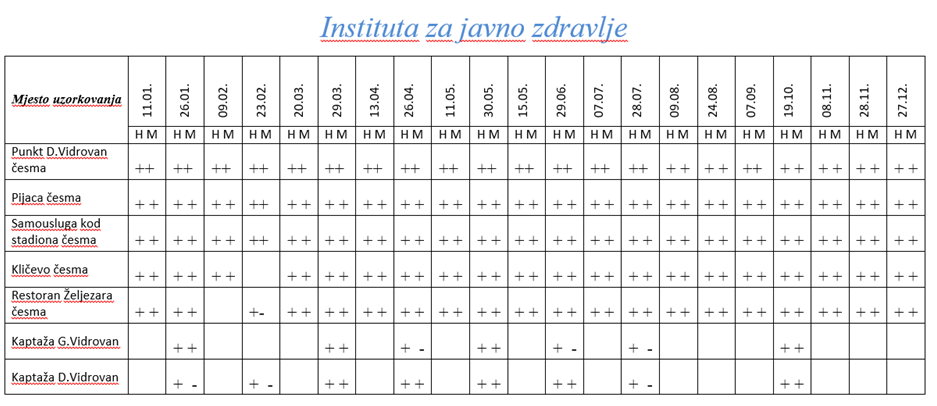 Instituta za javno zdravlje
Mjesto uzorkovanja 11.01. 26.01. 09.02. 23.02. 20.03. 29.03. 13.04. 26.04. 11.05. 30.05. 15.05. 29.06. 07.07. 28.07. 09.08. 24.08. 07.09. 19.10. 08.11. 28.11. 27.12.
H M H M H M H M H M H M H M H M H M H M H M H M H M H M H M H M H M H M H M H M H M
Punkt D.Vidrovan
česma ++ ++ ++ ++ ++ ++ ++ ++ ++ ++ ++ ++ ++ ++ + + + + ++ + + + + + + + +
Pijaca česma + + + + + + ++ + + + + + + + + + + + + + + + + + + + + + + + + + + + + + + + + + +
Samousluga kod
stadiona česma + + + + + + ++ + + + + + + + + + + + + + + + + + + + + + + + + + + + + + + + + + +
Kličevo česma + + + + + + + + + + + + + + + + + + + + + + + + + + + + + + + + + + + + + + + +
Restoran Željezara
česma + + + + +- + + + + + + + + + + + + + + + + + + + + + + + + + + + + + + + + + +
Kaptaža G.Vidrovan + + + + + - + + + - + - + +
Kaptaža D.Vidrovan + - + - + + + + + + + + + - + +